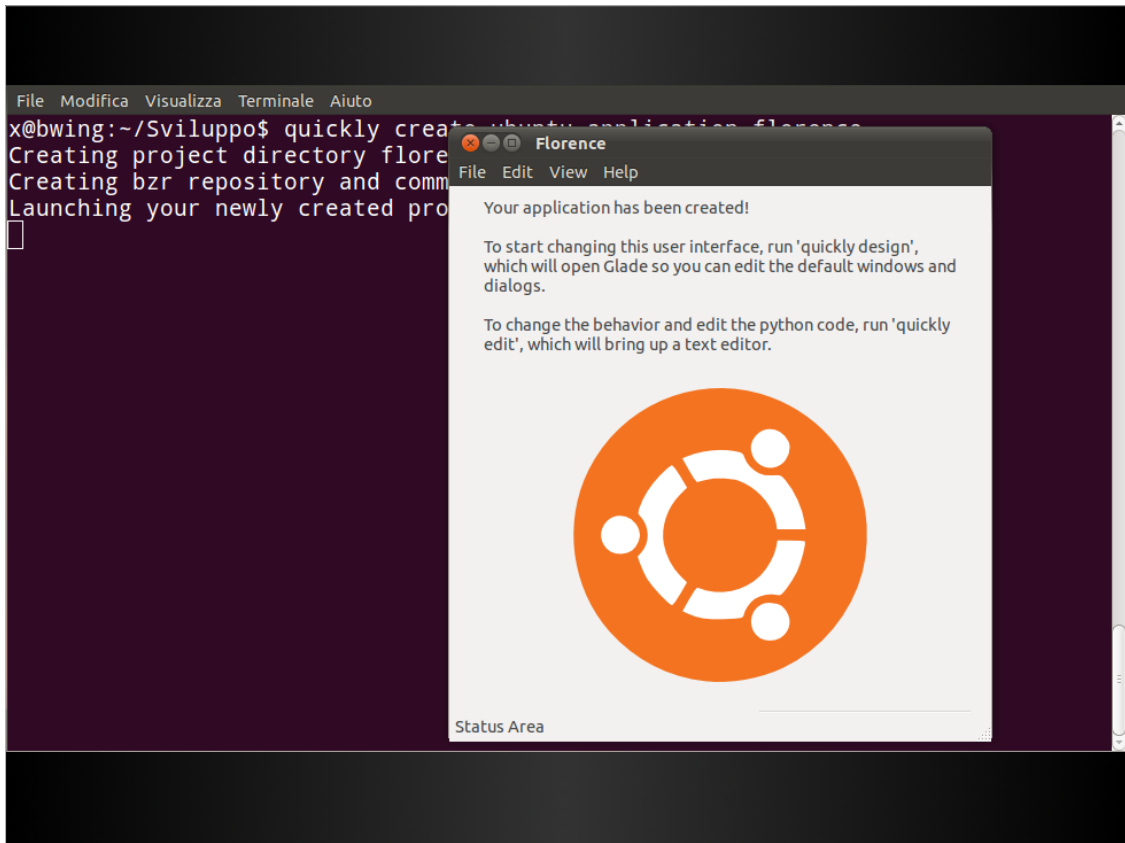 File Modifica Visualizza Terminale Aiuto
x@bwing:~/Sviluppo$ quickly create ubuntu-application florence
Creating project directory flore
Creating bzr repository and comm
Launching your newly created pro
Florence
File Edit View Help
Your application has been created!
To start changing this user interface, run 'quickly design',
which will open Glade so you can edit the default windows and
dialogs.
To change the behavior and edit the python code, run 'quickly
edit', which will bring up a text editor.
Status Area